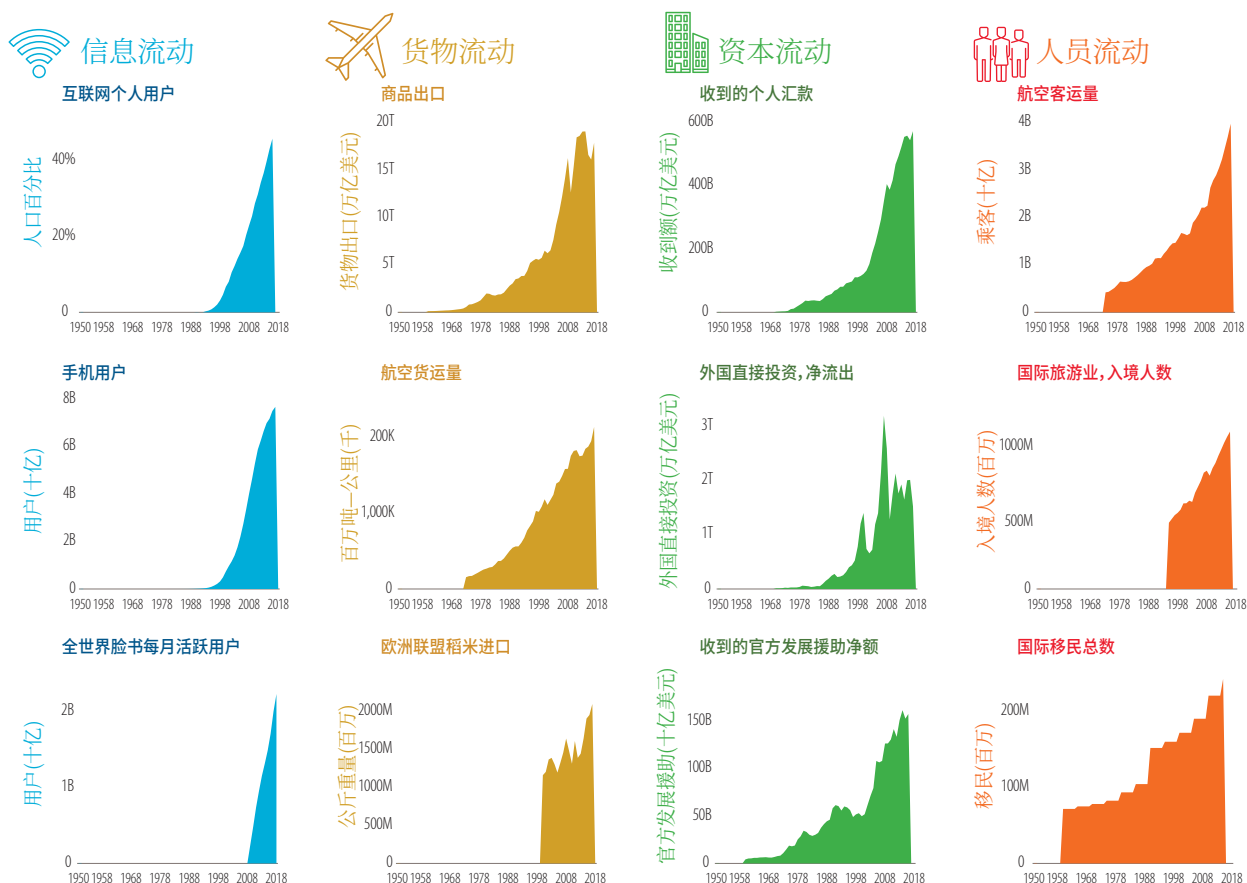 信息流动
货物流动
资本流动
人员流动
互联网个人用户
商品出口
收到的个人汇款
航空客运量
人口百分比
40%
20%
0
1950 1958 1968 1978 1988 1998 2008 2018
货物出口(万亿美元)
20T
15T
10T
5T
0
1950 1958 1968 1978 1988 1998 2008 2018
收到额(万亿美元)
600B
400B
200B
0
1950 1958 1968 1978 1988 1998 2008 2018
乘客(十亿)
4B
3B
2B
1B
0
1950 1958 1968 1978 1988 1998 2008 2018
手机用户
航空货运量
外国直接投资,净流出
国际旅游业,入境人数
用户(十亿)
8B
6B
4B
2B
0
1950 1958 1968 1978 1988 1998 2008 2018
百万吨—公里(千)
200K
1,000K
0
1950 1958 1968 1978 1988 1998 2008 2018
外国直接投资(万亿美元)
3T
2T
1T
0
1950 1958 1968 1978 1988 1998 2008 2018
入境人数(百万)
1000M
500M
0
1950 1958 1968 1978 1988 1998 2008 2018
全世界脸书每月活跃用户
欧洲联盟稻米进口
收到的官方发展援助净额
国际移民总数
用户(十亿)
2B
1B
0
1950 1958 1968 1978 1988 1998 2008 2018
公斤重量(百万)
2000M
1500M
1000M
500M
0
1950 1958 1968 1978 1988 1998 2008 2018
官方发展援助(十亿美元)
150B
100B
50B
0
1950 1958 1968 1978 1988 1998 2008 2018
移民(百万)
200M
100M
0
1950 1958 1968 1978 1988 1998 2008 2018